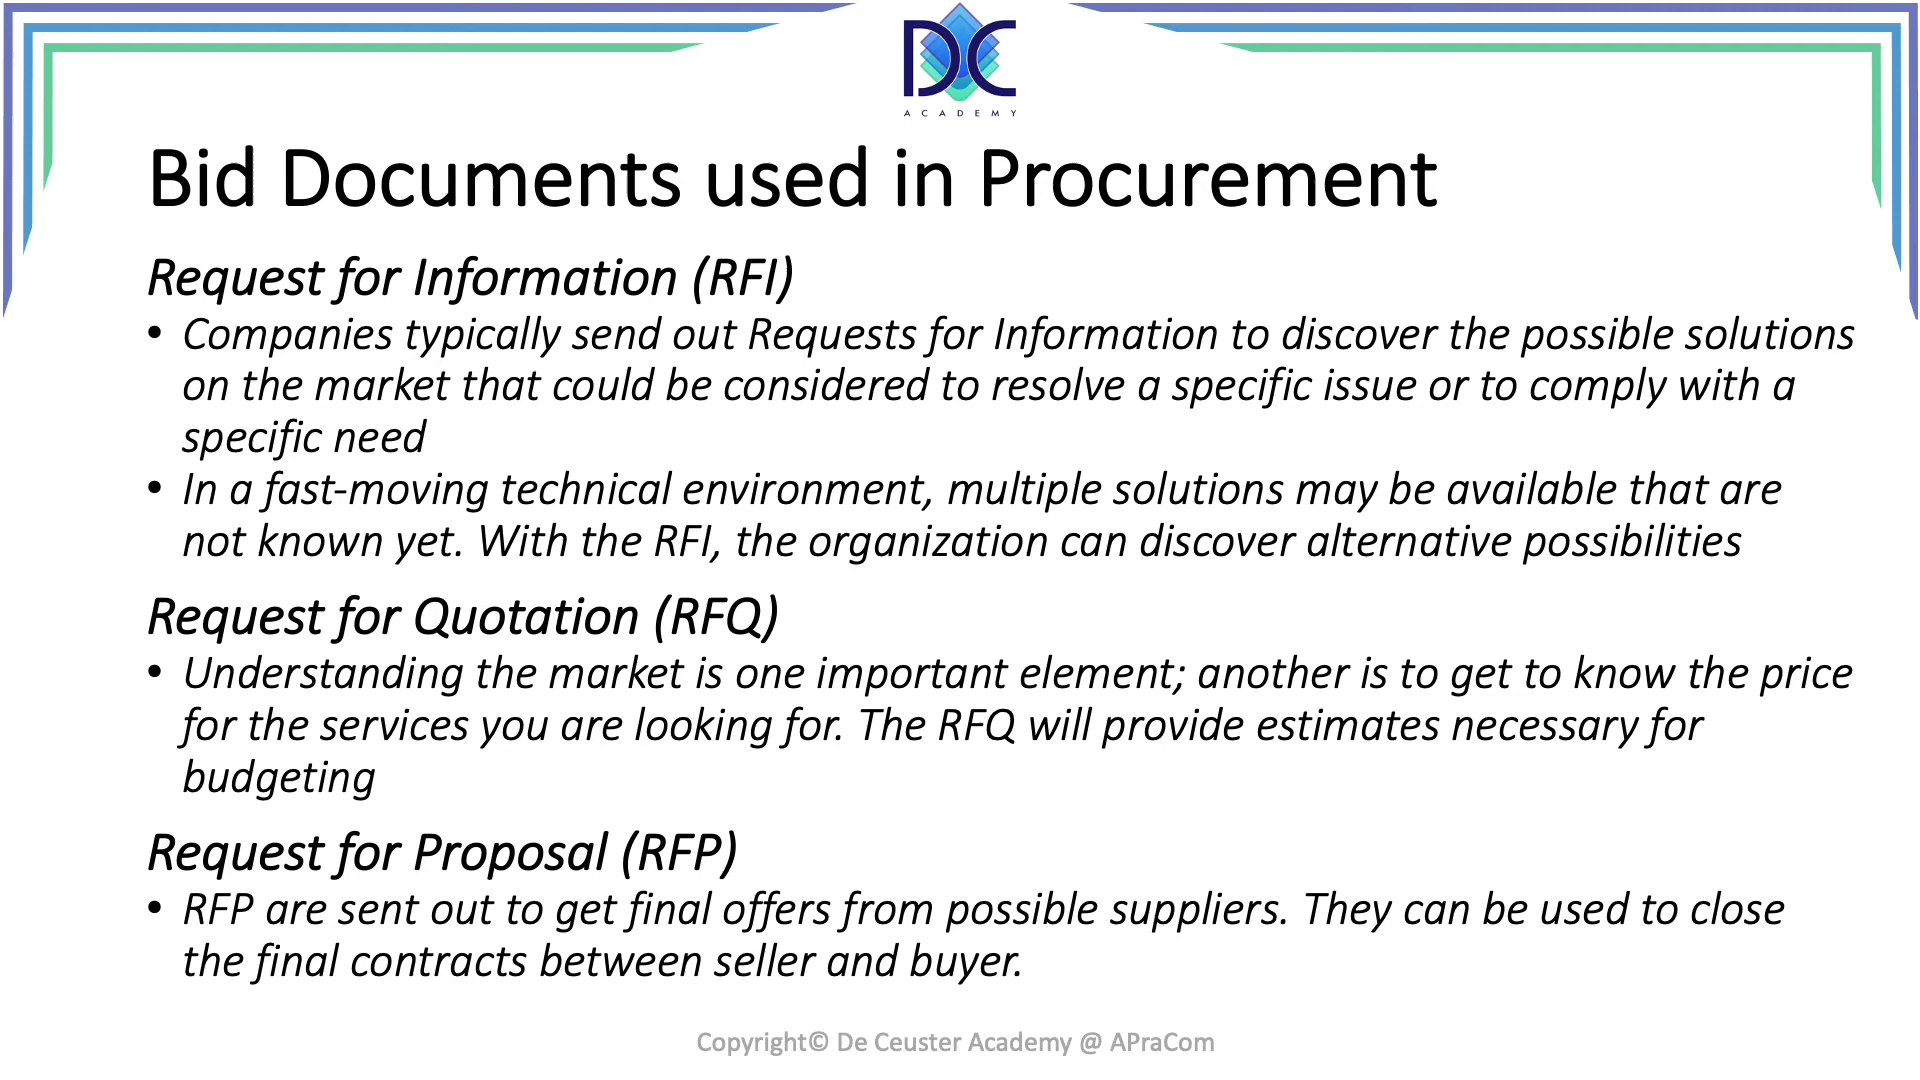 DC
ACADEMY
Bid Documents used in Procurement
Request for Information (RFI)
• Companies typically send out Requests for Information to discover the possible solutions
on the market that could be considered to resolve a specific issue or to comply with a
specific need
• In a fast-moving technical environment, multiple solutions may be available that are
not known yet. With the RFI, the organization can discover alternative possibilities
Request for Quotation (RFQ)
• Understanding the market is one important element; another is to get to know the price
for the services you are looking for. The RFQ will provide estimates necessary for
budgeting
Request for Proposal (RFP)
• RFP are sent out to get final offers from possible suppliers. They can be used to close
the final contracts between seller and buyer.
Copyright© De Ceuster Academy @ APraCom